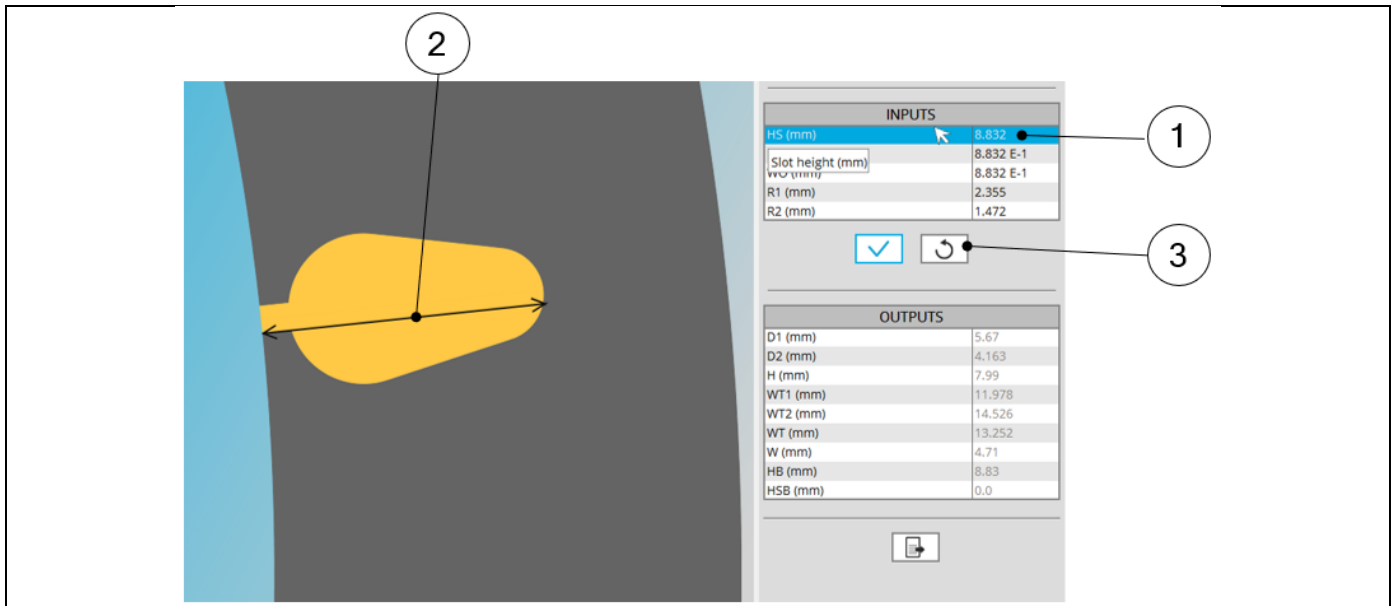 2
INPUTS
HS (mm) 8.832
8.832 E-1
Slot height (mm)
WO (mm) 8.832 E-1
R1 (mm) 2.355
R2 (mm) 1.472
1
3
OUTPUTS
D1 (mm) 5.67
D2 (mm) 4.163
H (mm) 7.99
WT1 (mm) 11.978
WT2 (mm) 14.526
WT (mm) 13.252
W (mm) 4.71
HB (mm) 8.83
HSB (mm) 0.0